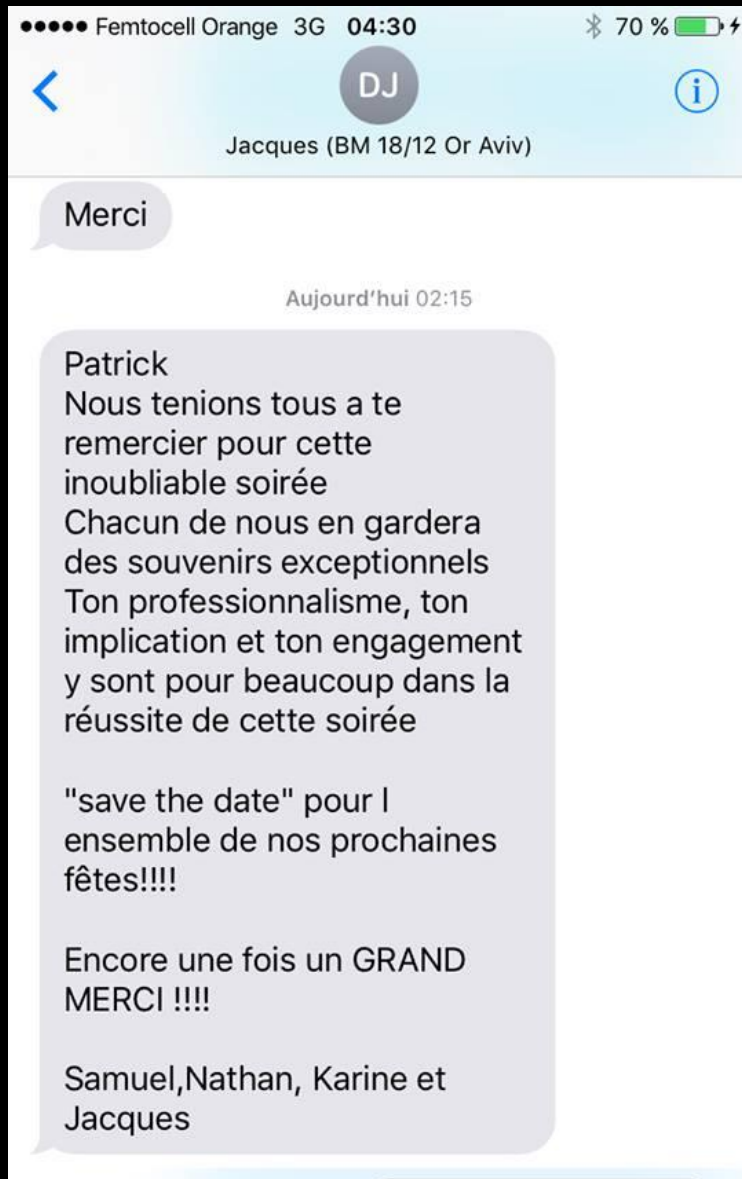 Femtocell Orange 3G 04:30 70 %
DJ
Jacques (BM 18/12 Or Aviv)
Merci
Aujourd'hui 02:15
Patrick
Nous tenions tous a te
remercier pour cette
inoubliable soirée
Chacun de nous en gardera
des souvenirs exceptionnels
Ton professionnalisme, ton
implication et ton engagement
y sont pour beaucoup dans la
réussite de cette soirée
"save the date" pour l
ensemble de nos prochaines
fêtes!!!!
Encore une fois un GRAND
MERCI !!!!
Samuel,Nathan, Karine et
Jacques